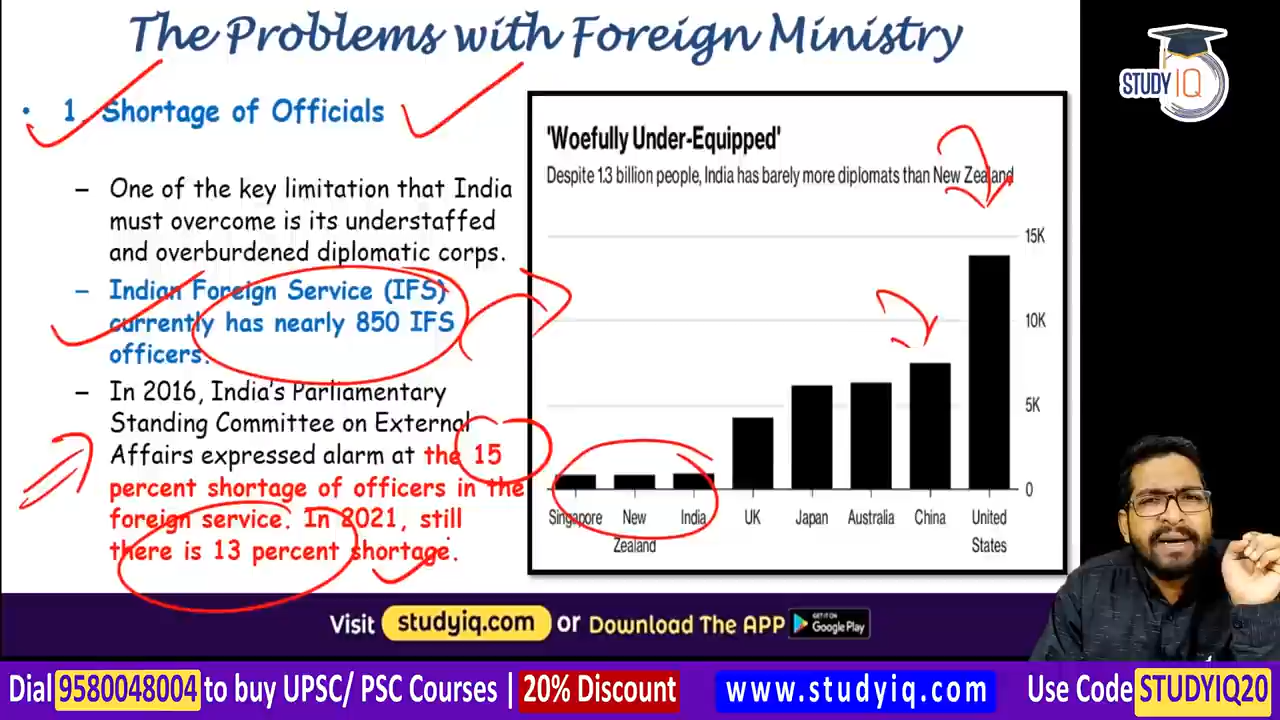 The Problems with Foreign Ministry
STUDY IQ
• 1. Shortage of Officials
– One of the key limitation that India
must overcome is its understaffed
and overburdened diplomatic corps.
– Indian Foreign Service (IFS)
currently has nearly 850 IFS
officers.
– In 2016, India's Parliamentary
Standing Committee on External
Affairs expressed alarm at the 15
percent shortage of officers in the
foreign service. In 2021, still
there is 13 percent shortage.
'Woefully Under-Equipped'
Despite 1.3 billion people, India has barely more diplomats than New Zealand
15K
10K
5K
0
Singapore New Zealand India UK Japan Australia China United States
Visit studyiq.com or Download The APP GET IT ON Google Play
Dial 9580048004 to buy UPSC/ PSC Courses | 20% Discount www.studyiq.com Use Code STUDYIQ20